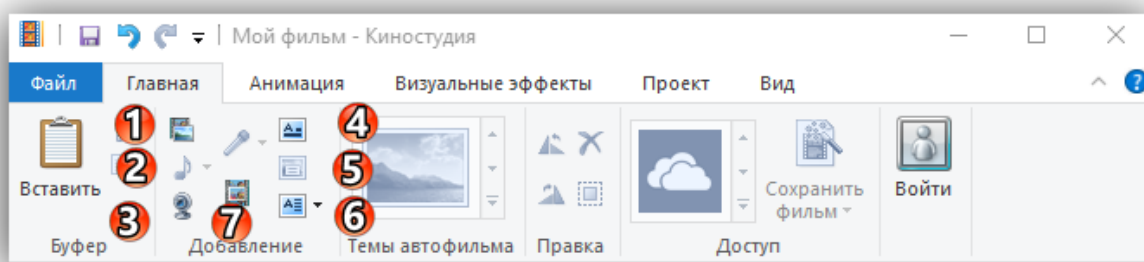 Мой фильм - Киностудия
Файл Главная Анимация Визуальные эффекты Проект Вид
1 4
2 5
Вставить Сохранить фильм Войти
3 7 6
Буфер Добавление Темы автофильма Правка Доступ